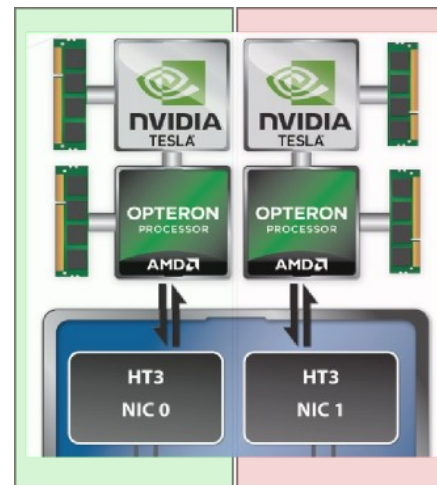 NVIDIA NVIDIA
TESLA TESLA
OPTERON OPTERON
PROCESSOR PROCESSOR
AMD AMD
HT3 HT3
NIC 0 NIC 1